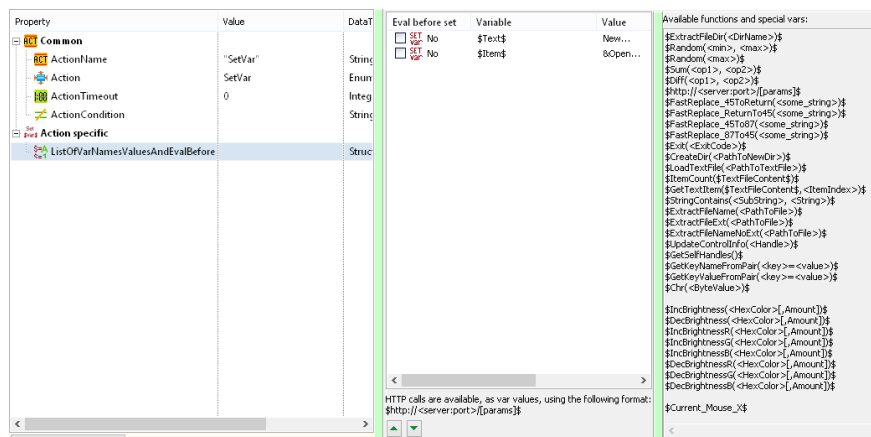 Property Value DataT
Common
ActionName "SetVar" String
Action SetVar Enum
ActionTimeout 0 Integ
ActionCondition String
Action specific
ListOfVarNamesValuesAndEvalBefore Struc
Eval before set Variable Value
No $Text$ New...
No $Item$ &Open...
HTTP calls are available, as var values, using the following format:
$http://<server:port>/[params]$
Available functions and special vars:
$ExtractFileDir(<DirName>)$
$Random(<min>, <max>)$
$Random(<max>)$
$Sum(<op1>, <op2>)$
$Diff(<op1>, <op2>)$
$http://<server:port>/[params]$
$FastReplace_45ToReturn(<some_string>)$
$FastReplace_ReturnTo45(<some_string>)$
$FastReplace_45To87(<some_string>)$
$FastReplace_87To45(<some_string>)$
$Exit(<ExitCode>)$
$CreateDir(<PathToNewDir>)$
$LoadTextFile(<PathToTextFile>)$
$ItemCount($TextFileContent$)$
$GetTextItem($TextFileContent$,<ItemIndex>)$
$StringContains(<SubString>, <String>)$
$ExtractFileName(<PathToFile>)$
$ExtractFileExt(<PathToFile>)$
$ExtractFileNameNoExt(<PathToFile>)$
$UpdateControlInfo(<Handle>)$
$GetSelfHandles()$
$GetKeyNameFromPair(<key>=<value>)$
$GetKeyValueFromPair(<key>=<value>)$
$Chr(<ByteValue>)$
$IncBrightness(<HexColor>[,Amount])$
$DecBrightness(<HexColor>[,Amount])$
$IncBrightnessR(<HexColor>[,Amount])$
$IncBrightnessG(<HexColor>[,Amount])$
$IncBrightnessB(<HexColor>[,Amount])$
$DecBrightnessR(<HexColor>[,Amount])$
$DecBrightnessG(<HexColor>[,Amount])$
$DecBrightnessB(<HexColor>[,Amount])$
$Current_Mouse_X$